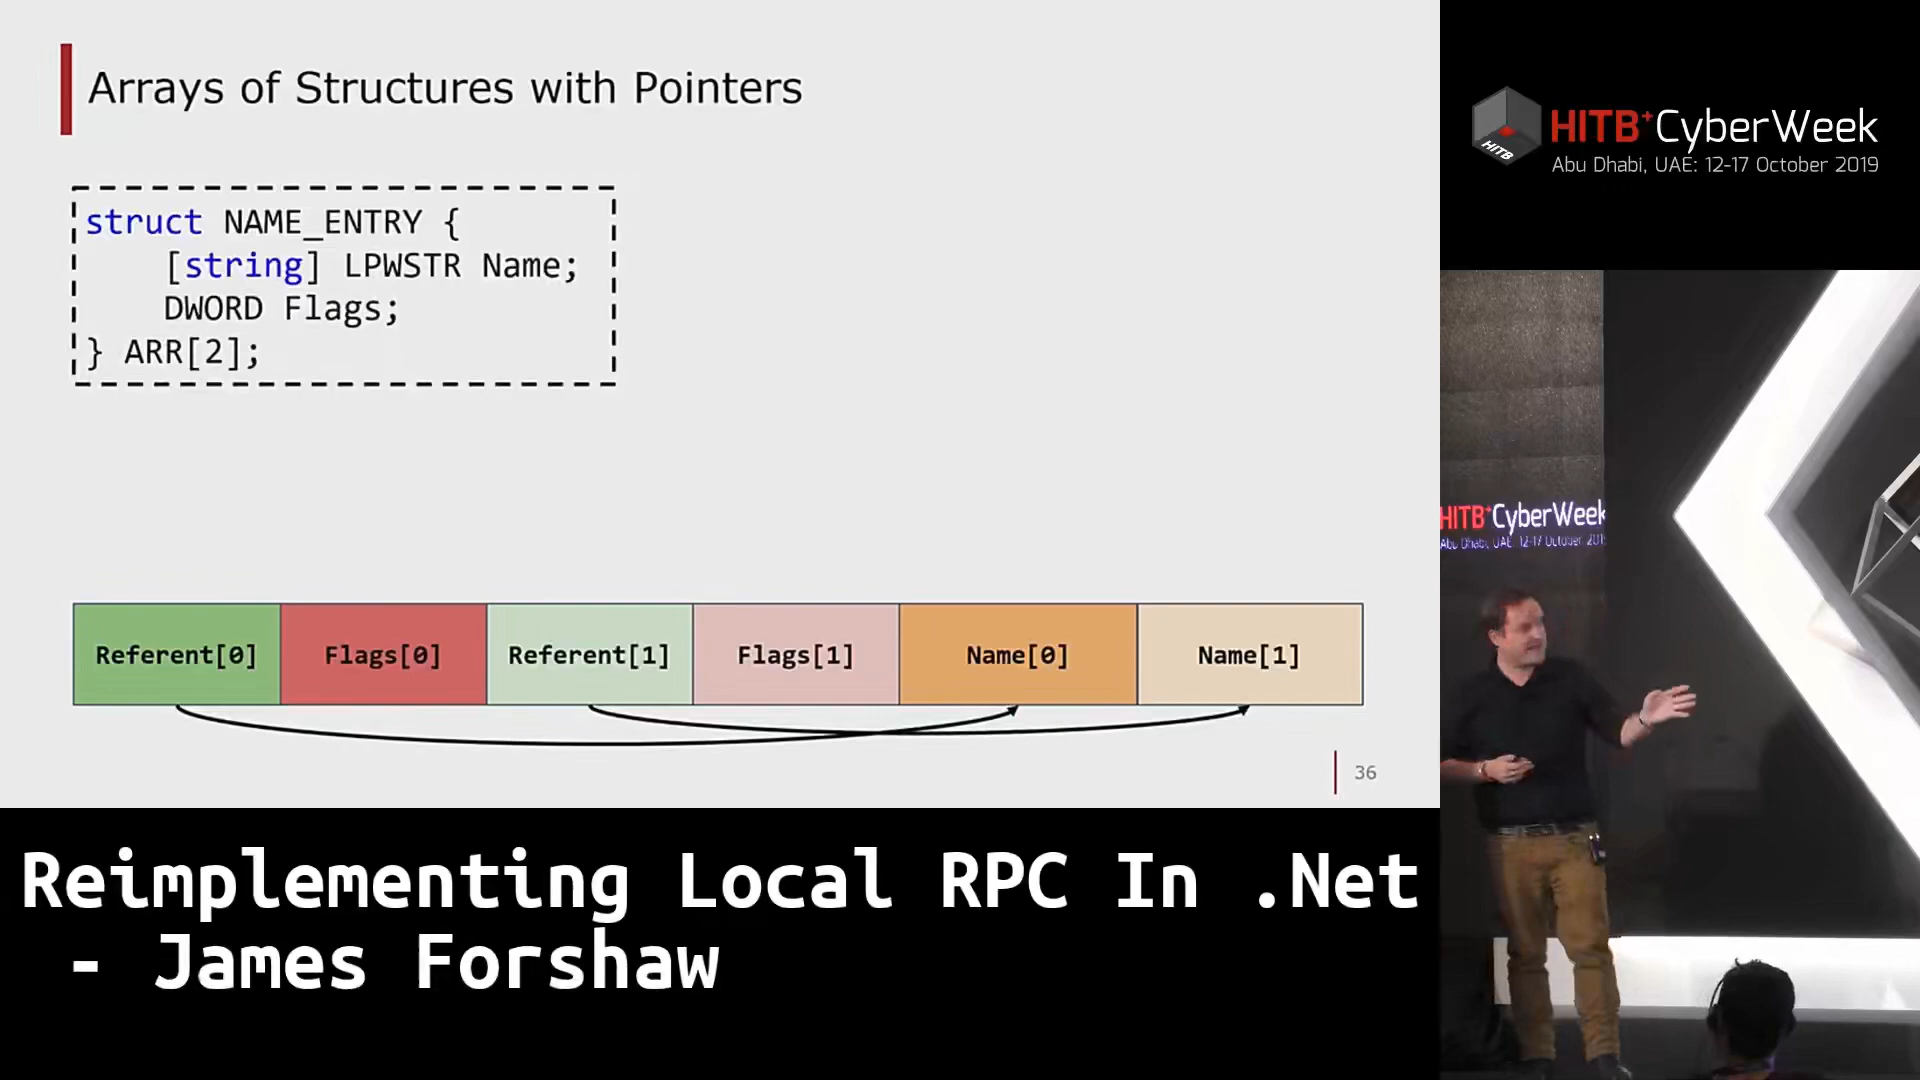 Arrays of Structures with Pointers
struct NAME_ENTRY {
[string] LPWSTR Name;
DWORD Flags;
} ARR[2];
Referent[0] Flags[0] Referent[1] Flags[1] Name[0] Name[1]
36
Reimplementing Local RPC In .Net
- James Forshaw
HITB
HITB+CyberWeek
Abu Dhabi, UAE: 12-17 October 2019
HITB+CyberWeek
Abu Dhabi, UAE: 12-17 October 201